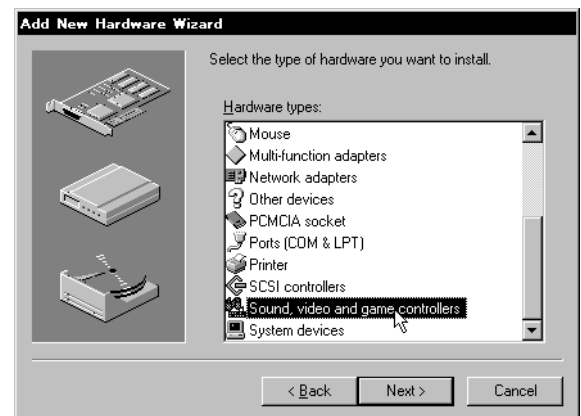 Add New Hardware Wizard
Select the type of hardware you want to install.
Hardware types:
Mouse
Multi-function adapters
Network adapters
Other devices
PCMCIA socket
Ports (COM & LPT)
Printer
SCSI controllers
Sound, video and game controllers
System devices
< Back
Next >
Cancel